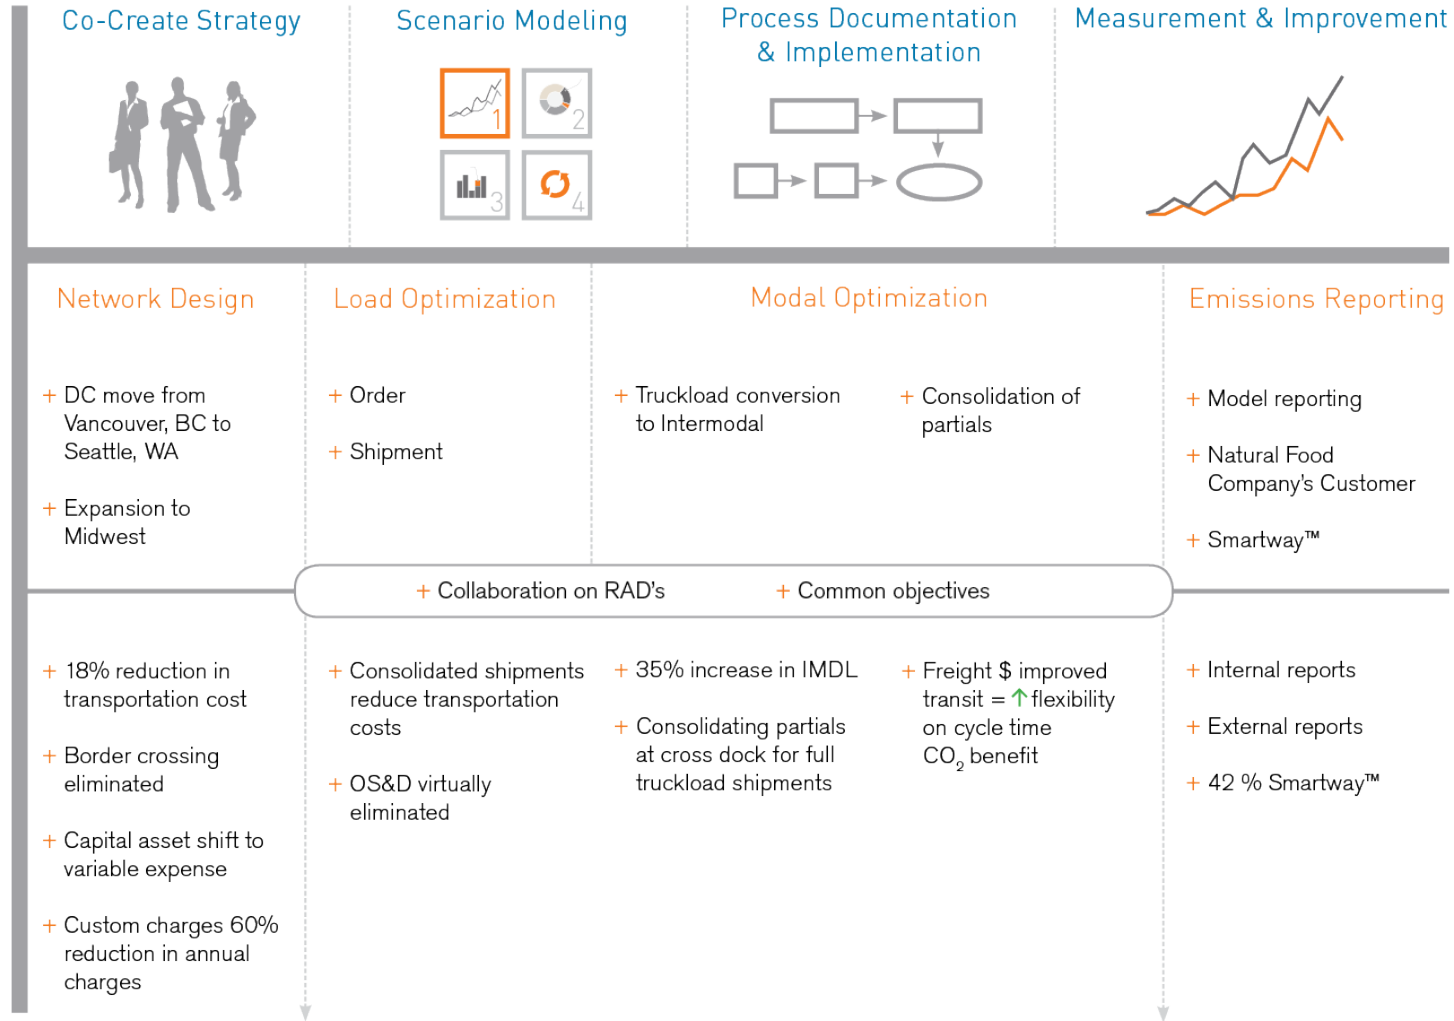 Co-Create Strategy
Scenario Modeling
1
2
3
4
Process Documentation
& Implementation
Measurement & Improvement
Network Design
+ DC move from
Vancouver, BC to
Seattle, WA
+ Expansion to
Midwest
Load Optimization
+ Order
+ Shipment
Modal Optimization
+ Truckload conversion
to Intermodal
+ Consolidation of
partials
Emissions Reporting
+ Model reporting
+ Natural Food
Company's Customer
+ Smartway™
+ Collaboration on RAD's
+ Common objectives
+ 18% reduction in
transportation cost
+ Border crossing
eliminated
+ Capital asset shift to
variable expense
+ Custom charges 60%
reduction in annual
charges
+ Consolidated shipments
reduce transportation
costs
+ OS&D virtually
eliminated
+ 35% increase in IMDL
+ Consolidating partials
at cross dock for full
truckload shipments
+ Freight $ improved
transit = ↑ flexibility
on cycle time
CO₂ benefit
+ Internal reports
+ External reports
+ 42 % Smartway™